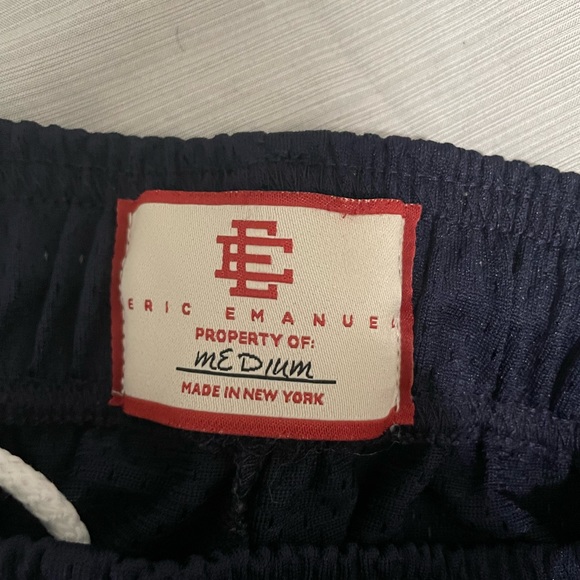 EE
ERIC EMANUEL
PROPERTY OF:
MEDIUM
MADE IN NEW YORK